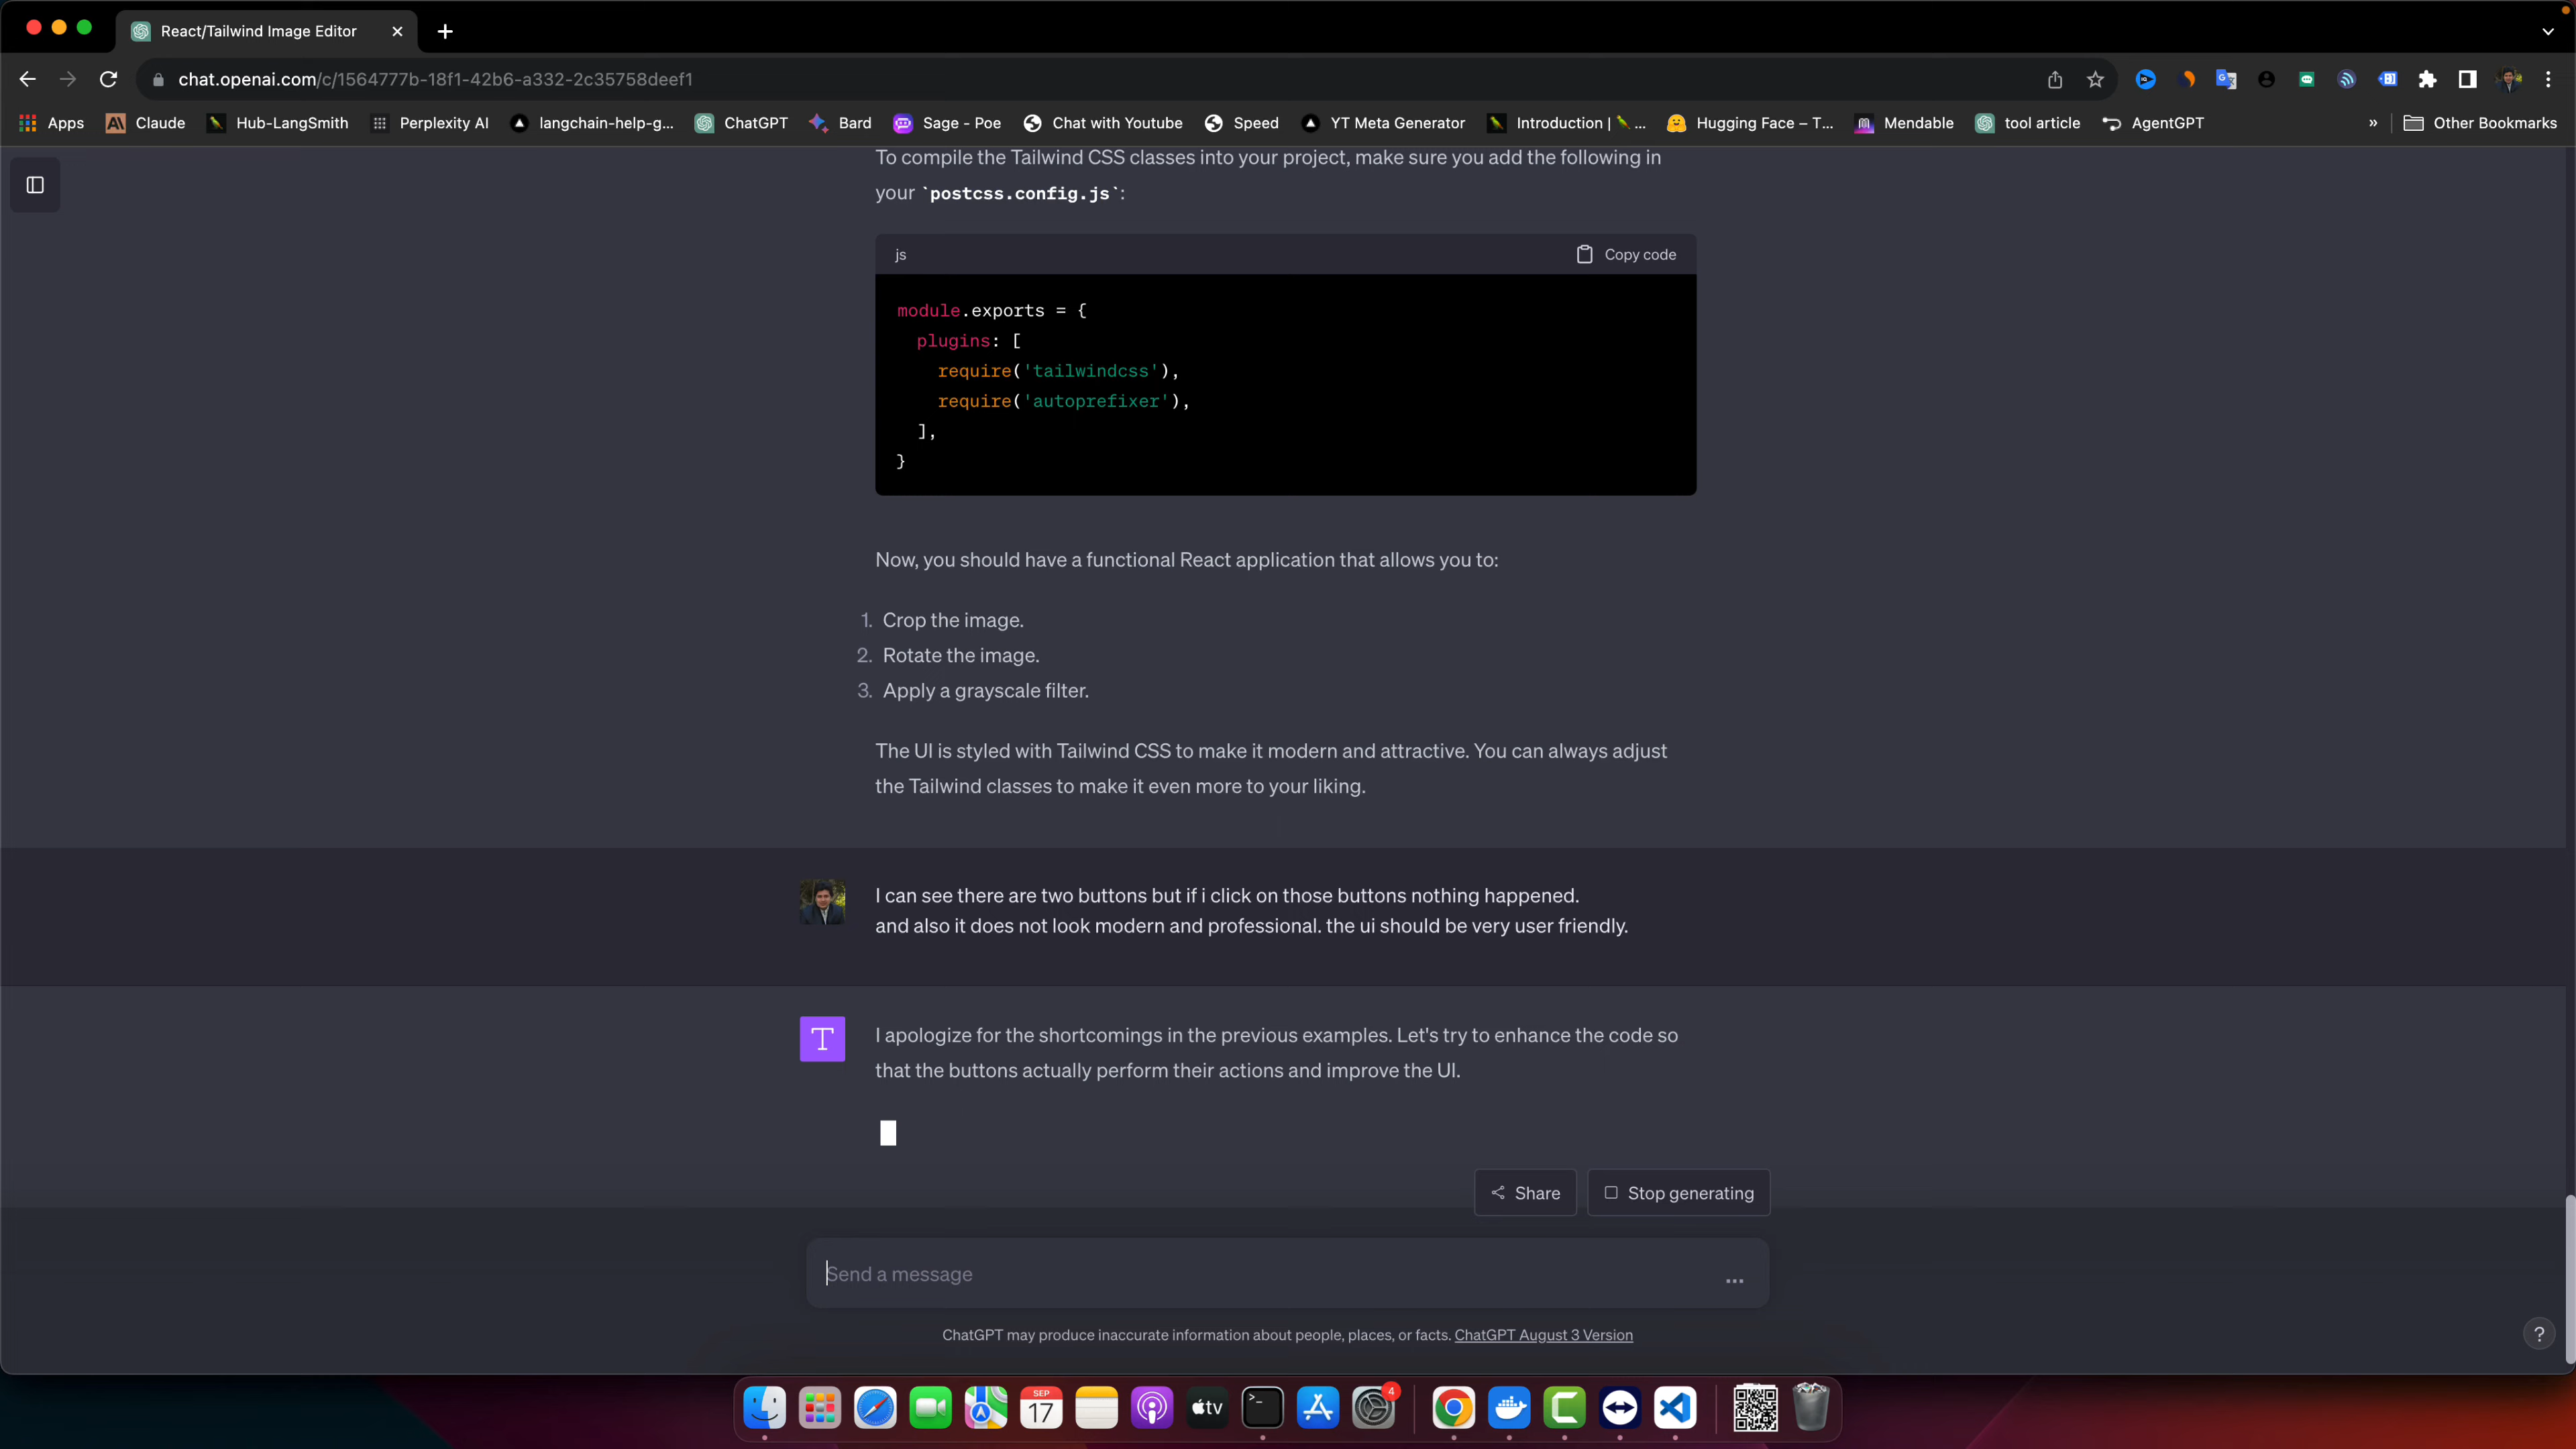 React/Tailwind Image Editor
chat.openai.com/c/1564777b-18f1-42b6-a332-2c35758deef1
Apps Claude Hub-LangSmith Perplexity AI langchain-help-g... ChatGPT Bard Sage - Poe Chat with Youtube Speed YT Meta Generator Introduction | ... Hugging Face – T... Mendable tool article AgentGPT » Other Bookmarks
To compile the Tailwind CSS classes into your project, make sure you add the following in
your `postcss.config.js`:
js Copy code
module.exports = {
  plugins: [
    require('tailwindcss'),
    require('autoprefixer'),
  ],
}
Now, you should have a functional React application that allows you to:
1. Crop the image.
2. Rotate the image.
3. Apply a grayscale filter.
The UI is styled with Tailwind CSS to make it modern and attractive. You can always adjust
the Tailwind classes to make it even more to your liking.
I can see there are two buttons but if i click on those buttons nothing happened.
and also it does not look modern and professional. the ui should be very user friendly.
T
I apologize for the shortcomings in the previous examples. Let's try to enhance the code so
that the buttons actually perform their actions and improve the UI.
Share Stop generating
Send a message ...
ChatGPT may produce inaccurate information about people, places, or facts. ChatGPT August 3 Version
?
SEP
17
tv
4